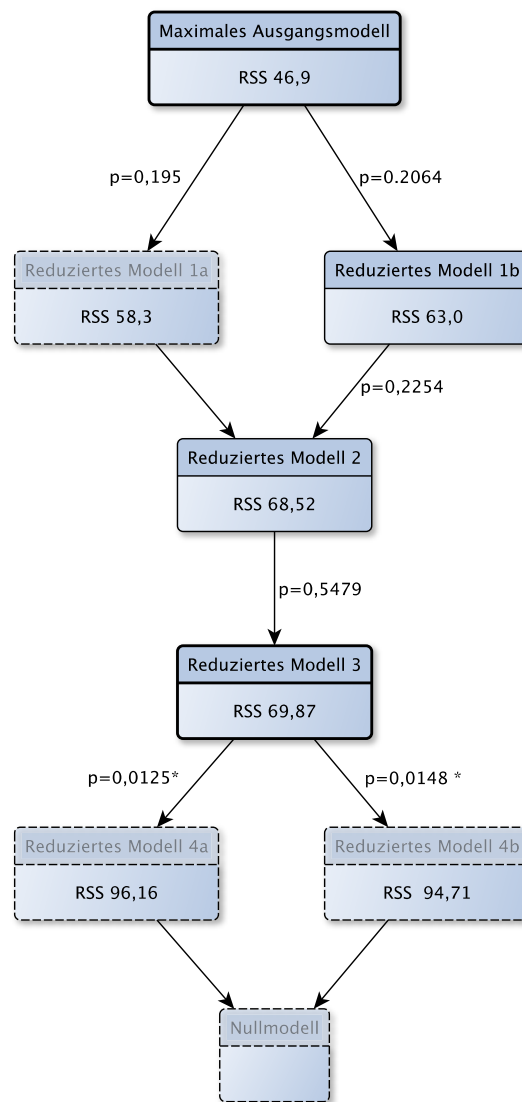 Maximales Ausgangsmodell
RSS 46,9
p=0,195
p=0.2064
Reduziertes Modell 1a
RSS 58,3
Reduziertes Modell 1b
RSS 63,0
p=0,2254
Reduziertes Modell 2
RSS 68,52
p=0,5479
Reduziertes Modell 3
RSS 69,87
p=0,0125*
p=0,0148 *
Reduziertes Modell 4a
RSS 96,16
Reduziertes Modell 4b
RSS 94,71
Nullmodell